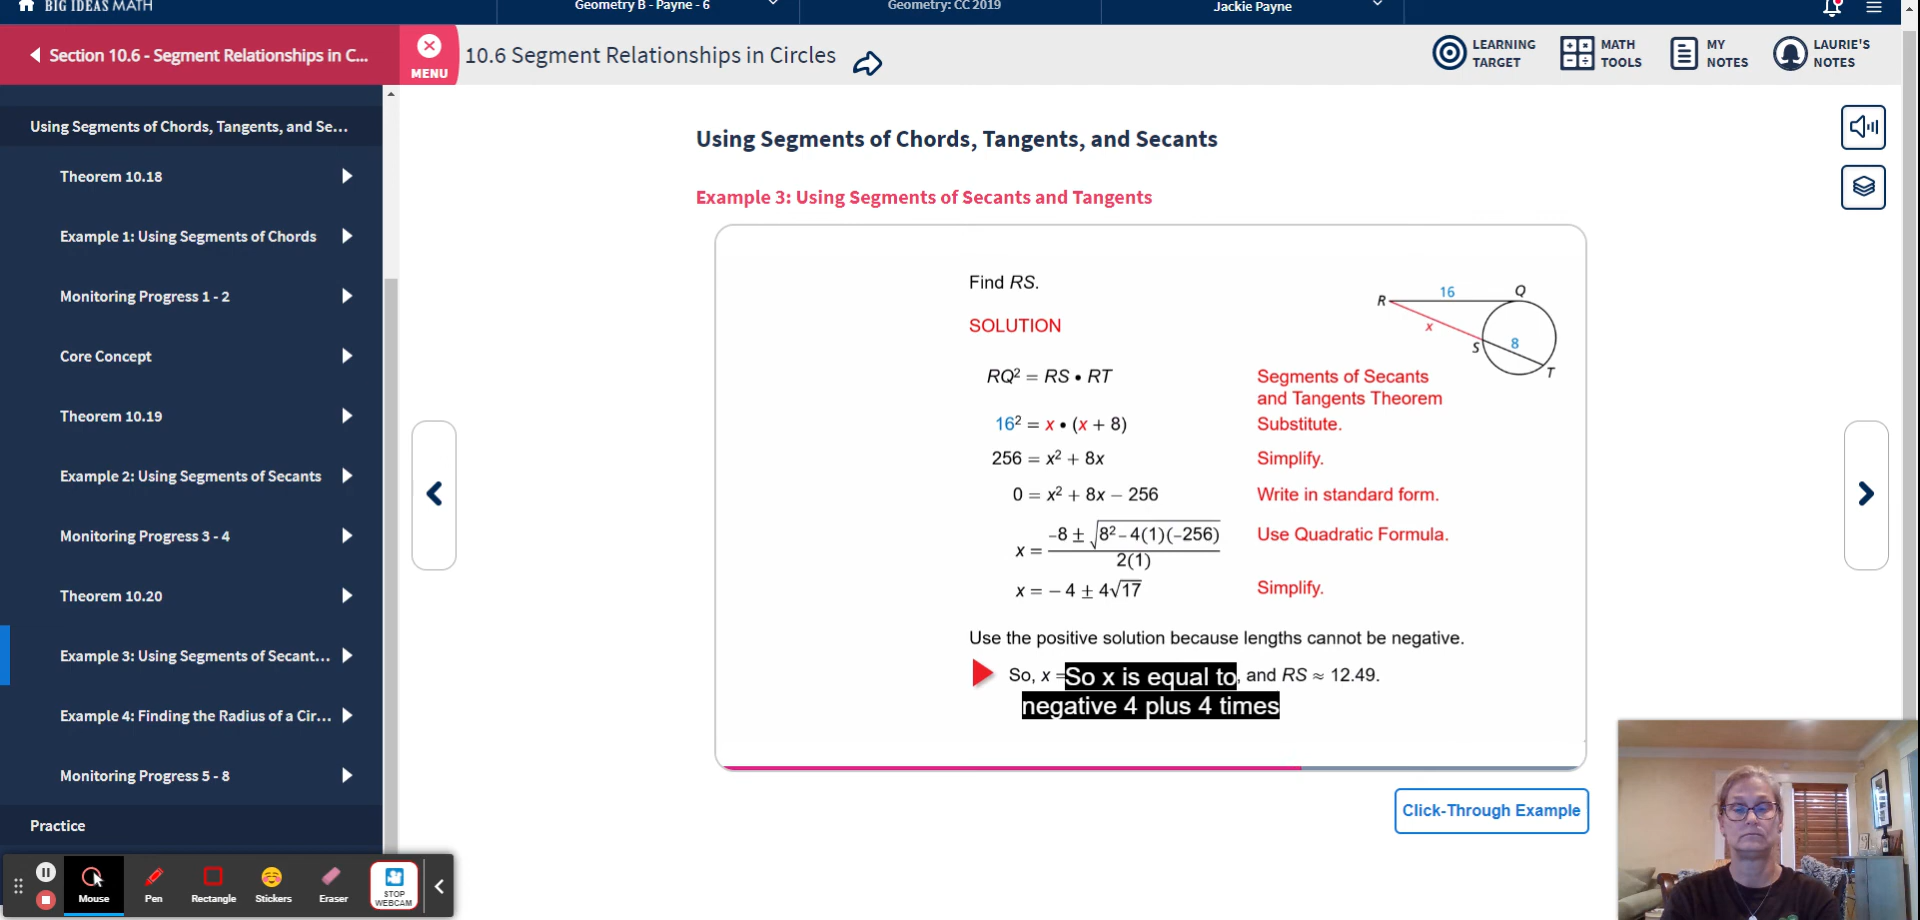 BIG IDEAS MATH
Geometry B - Payne - 6
Geometry: CC 2019
Jackie Payne
Section 10.6 - Segment Relationships in C...
MENU
10.6 Segment Relationships in Circles
LEARNING TARGET
MATH TOOLS
MY NOTES
LAURIE'S NOTES
Using Segments of Chords, Tangents, and Se...
Theorem 10.18
Example 1: Using Segments of Chords
Monitoring Progress 1 - 2
Core Concept
Theorem 10.19
Example 2: Using Segments of Secants
Monitoring Progress 3 - 4
Theorem 10.20
Example 3: Using Segments of Secant...
Example 4: Finding the Radius of a Cir...
Monitoring Progress 5 - 8
Practice
Using Segments of Chords, Tangents, and Secants
Example 3: Using Segments of Secants and Tangents
Find RS.
SOLUTION
R 16 Q
x
S 8
T
RQ² = RS • RT Segments of Secants
and Tangents Theorem
16² = x • (x + 8) Substitute.
256 = x² + 8x Simplify.
0 = x² + 8x − 256 Write in standard form.
x = (-8 ± √(8² − 4(1)(−256))) / 2(1) Use Quadratic Formula.
x = − 4 ± 4√17 Simplify.
Use the positive solution because lengths cannot be negative.
So, x = , and RS ≈ 12.49.
So x is equal to
negative 4 plus 4 times
Click-Through Example
Mouse
Pen
Rectangle
Stickers
Eraser
STOP
WEBCAM